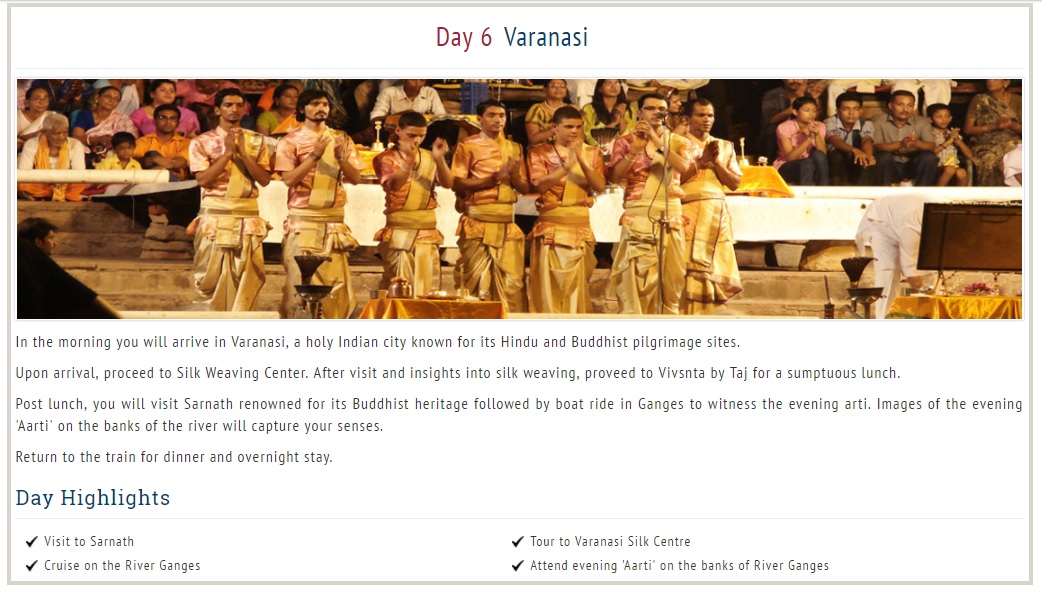 Day 6 Varanasi
In the morning you will arrive in Varanasi, a holy Indian city known for its Hindu and Buddhist pilgrimage sites.
Upon arrival, proceed to Silk Weaving Center. After visit and insights into silk weaving, proveed to Vivsnta by Taj for a sumptuous lunch.
Post lunch, you will visit Sarnath renowned for its Buddhist heritage followed by boat ride in Ganges to witness the evening arti. Images of the evening
'Aarti' on the banks of the river will capture your senses.
Return to the train for dinner and overnight stay.
Day Highlights
Visit to Sarnath
Tour to Varanasi Silk Centre
Cruise on the River Ganges
Attend evening 'Aarti' on the banks of River Ganges